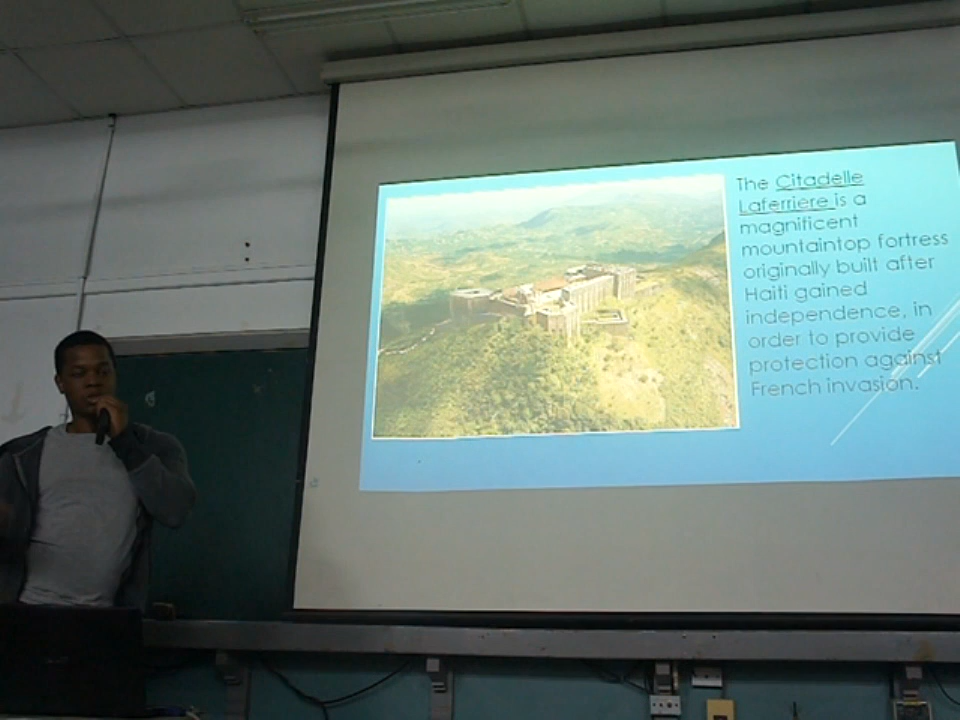 The Citadelle
Laferriere is a
magnificent
mountaintop fortress
originally built after
Haiti gained
independence, in
order to provide
protection against
French invasion.